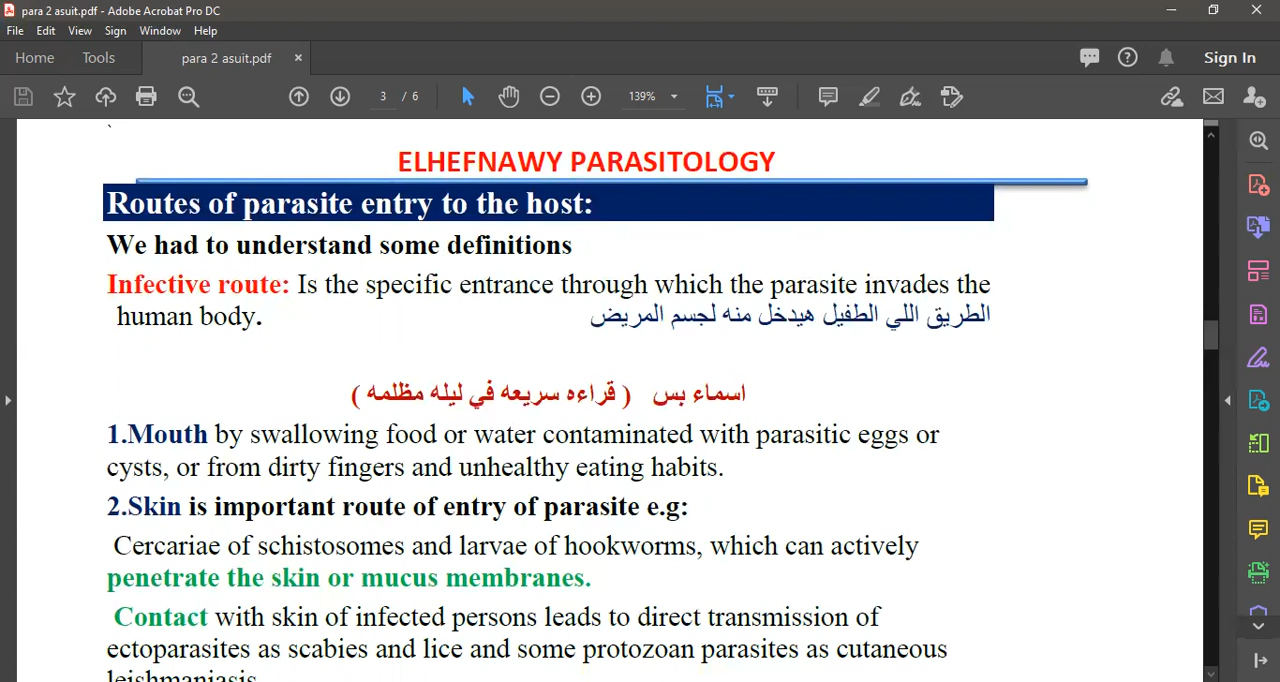 para 2 asuit.pdf - Adobe Acrobat Pro DC
File Edit View Sign Window Help
Home Tools para 2 asuit.pdf × Sign In
3 / 6 139%
ELHEFNAWY PARASITOLOGY
Routes of parasite entry to the host:
We had to understand some definitions
Infective route: Is the specific entrance through which the parasite invades the
human body. الطريق اللي الطفيل هيدخل منه لجسم المريض
اسماء بس ( قراءه سريعه في ليله مظلمه )
1.Mouth by swallowing food or water contaminated with parasitic eggs or
cysts, or from dirty fingers and unhealthy eating habits.
2.Skin is important route of entry of parasite e.g:
Cercariae of schistosomes and larvae of hookworms, which can actively
penetrate the skin or mucus membranes.
Contact with skin of infected persons leads to direct transmission of
ectoparasites as scabies and lice and some protozoan parasites as cutaneous
leishmaniasis